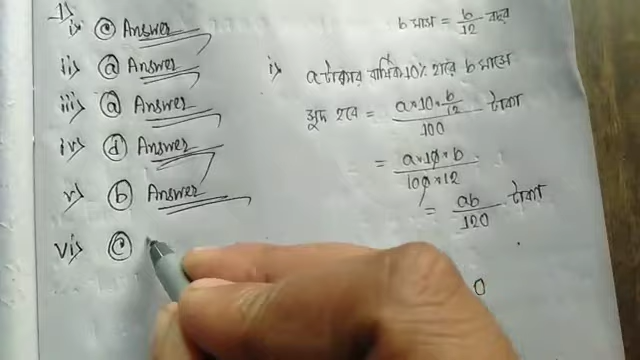 1)
i) ⓒ Answer
ii) ⓐ Answer
iii) ⓐ Answer
iv) ⓓ Answer
v) ⓑ Answer
vi) ⓒ
b মাস = b/12 বছর
i) a টাকার বার্ষিক 10% হারে b মাসে
সুদ হবে = a×10×b/12 / 100 টাকা
= a×10×b / 100×12
= ab/120 টাকা
0